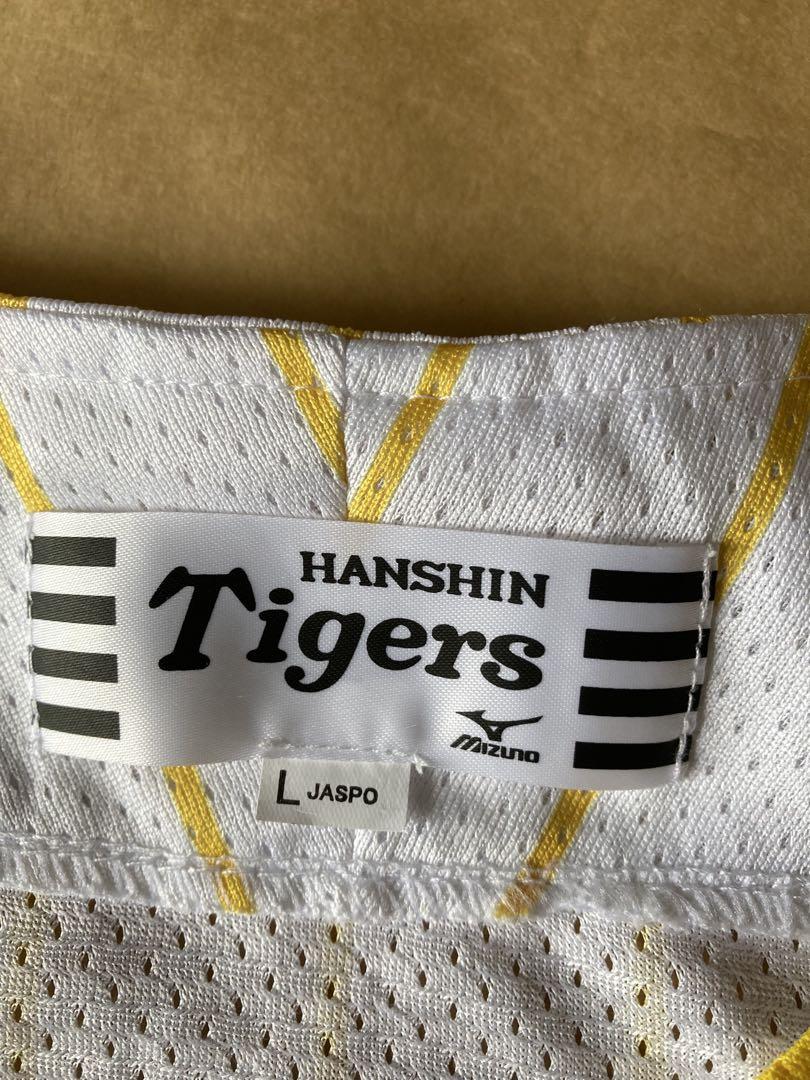 HANSHIN
Tigers
MIZUNO
L JASPO